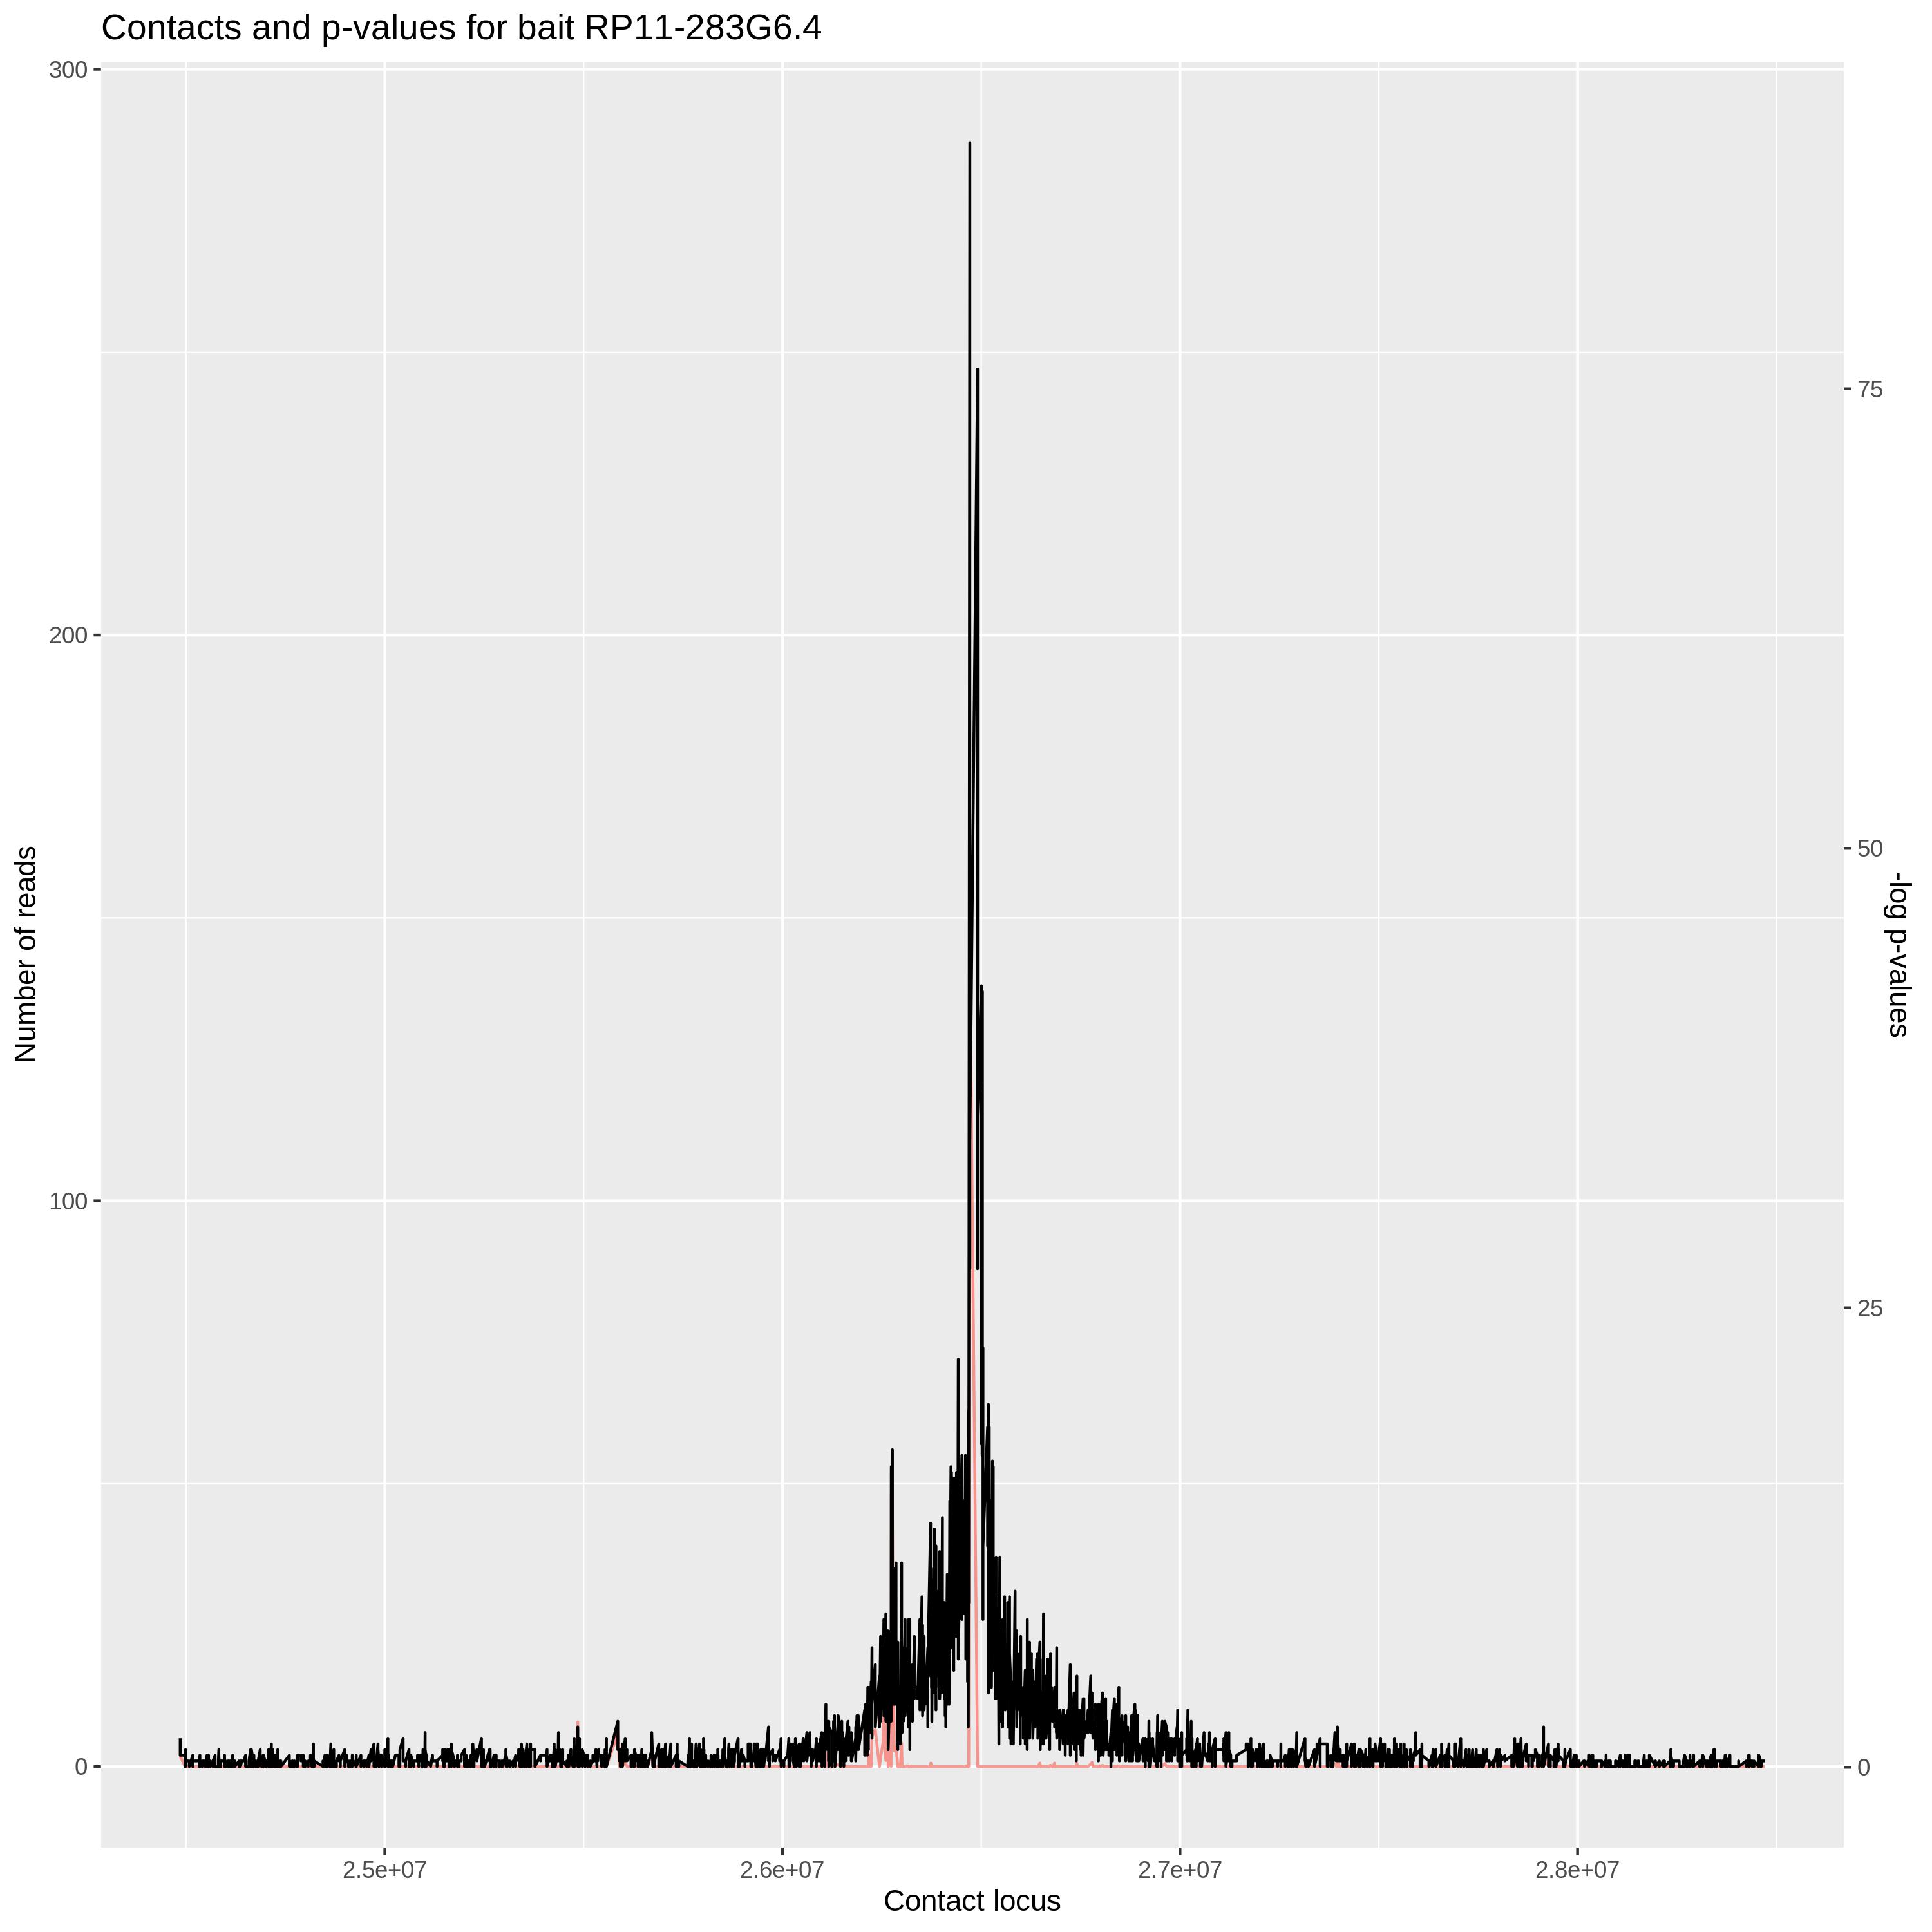 Contacts and p-values for bait RP11-283G6.4
300
200
100
0
Number of reads
75
50
25
0
-log p-values
2.5e+07
2.6e+07
2.7e+07
2.8e+07
Contact locus